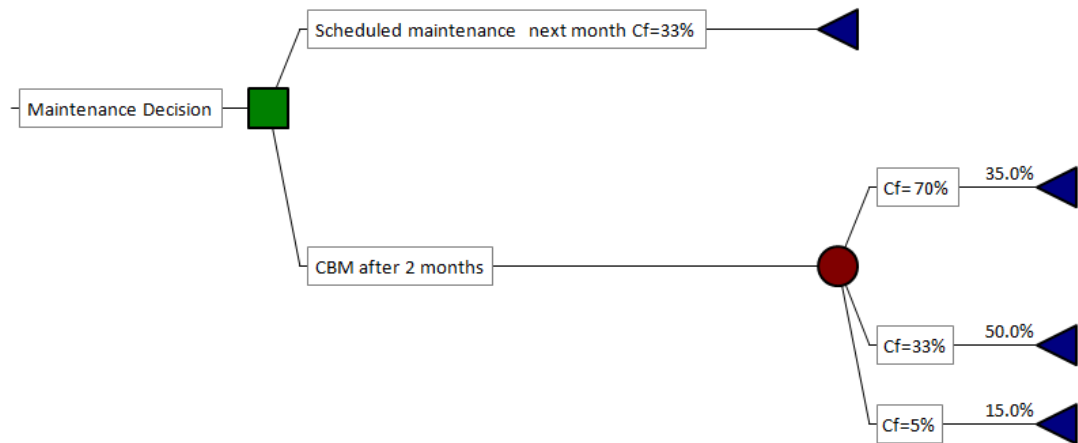 Scheduled maintenance next month Cf=33%
Maintenance Decision
35.0%
Cf= 70%
CBM after 2 months
50.0%
Cf=33%
15.0%
Cf=5%